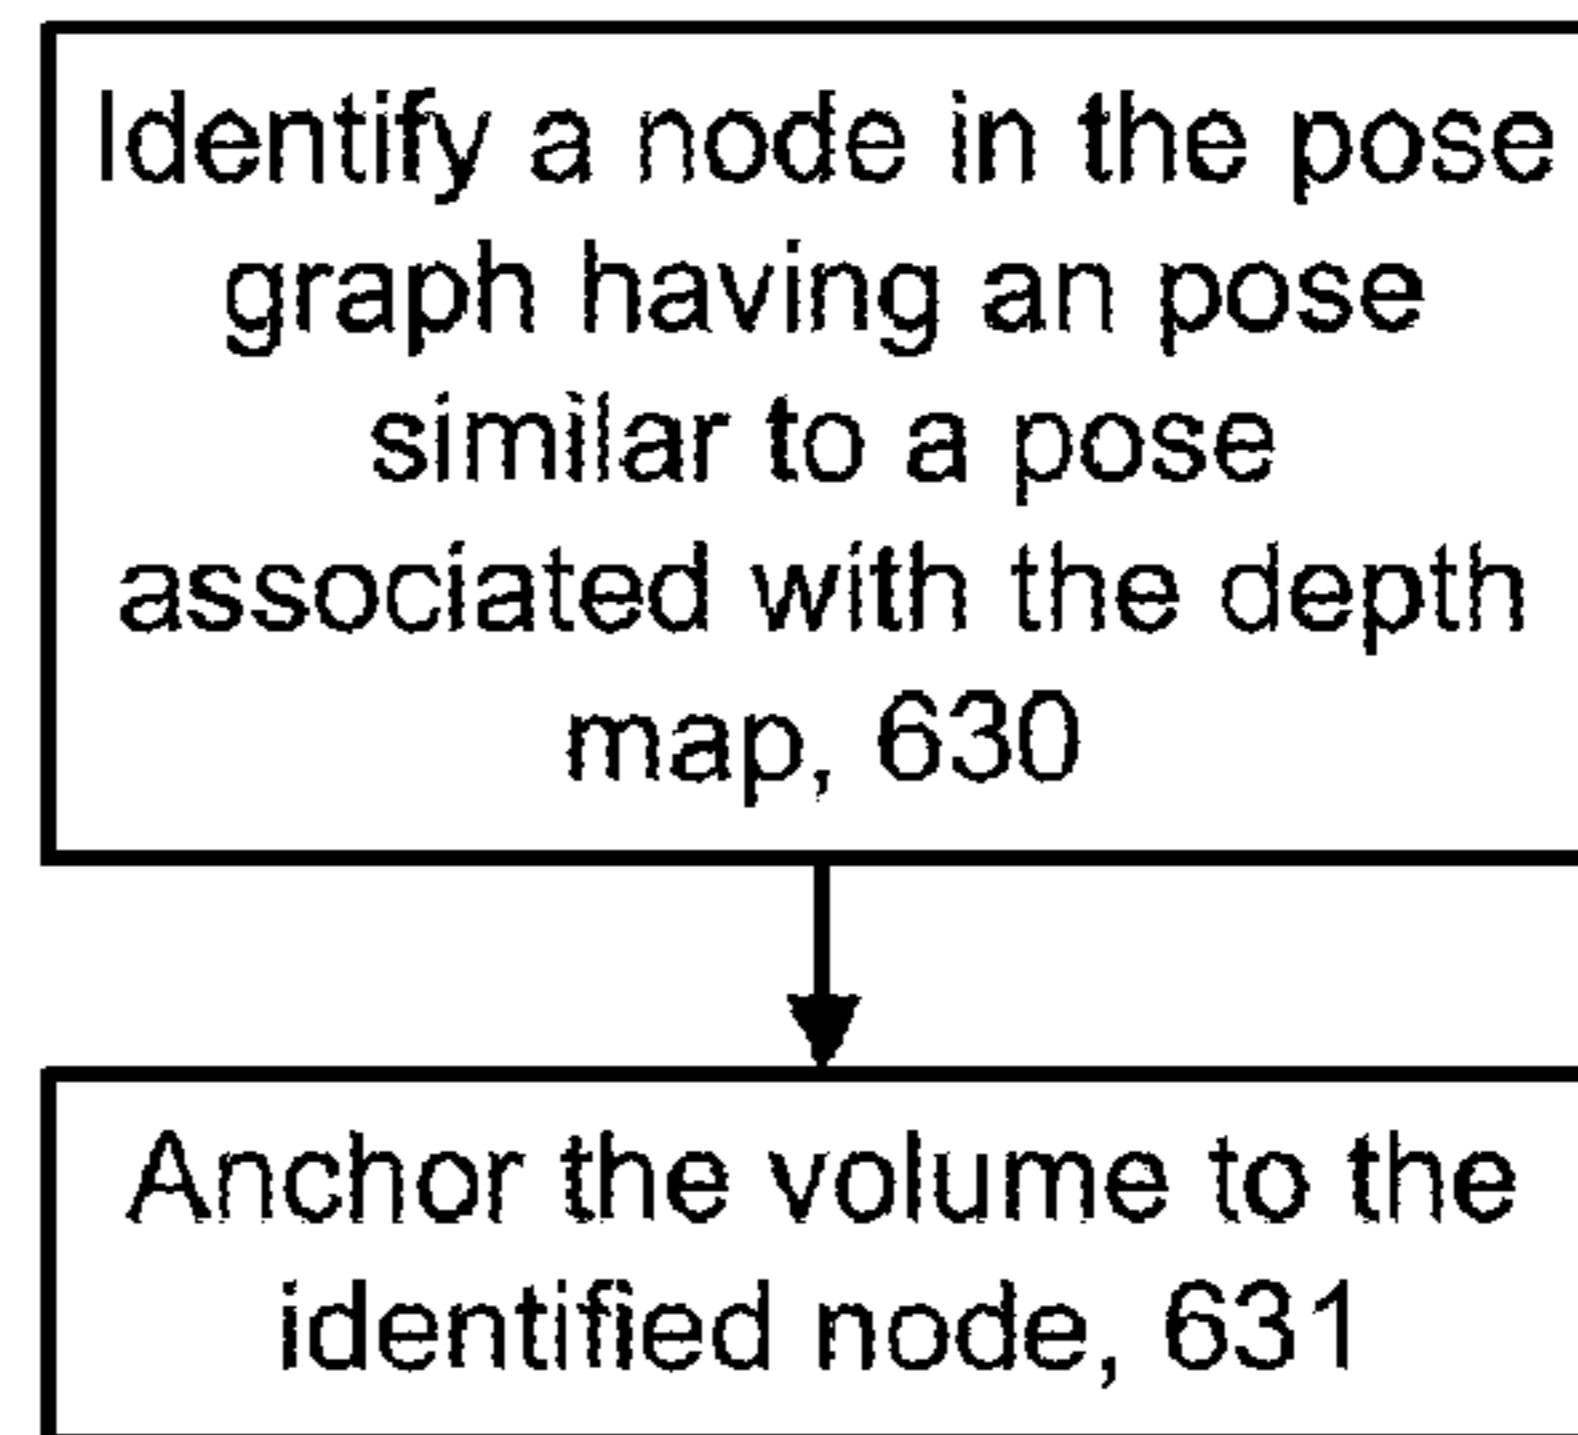 Identify a node in the pose
graph having an pose
similar to a pose
associated with the depth
map, 630
Anchor the volume to the
identified node, 631